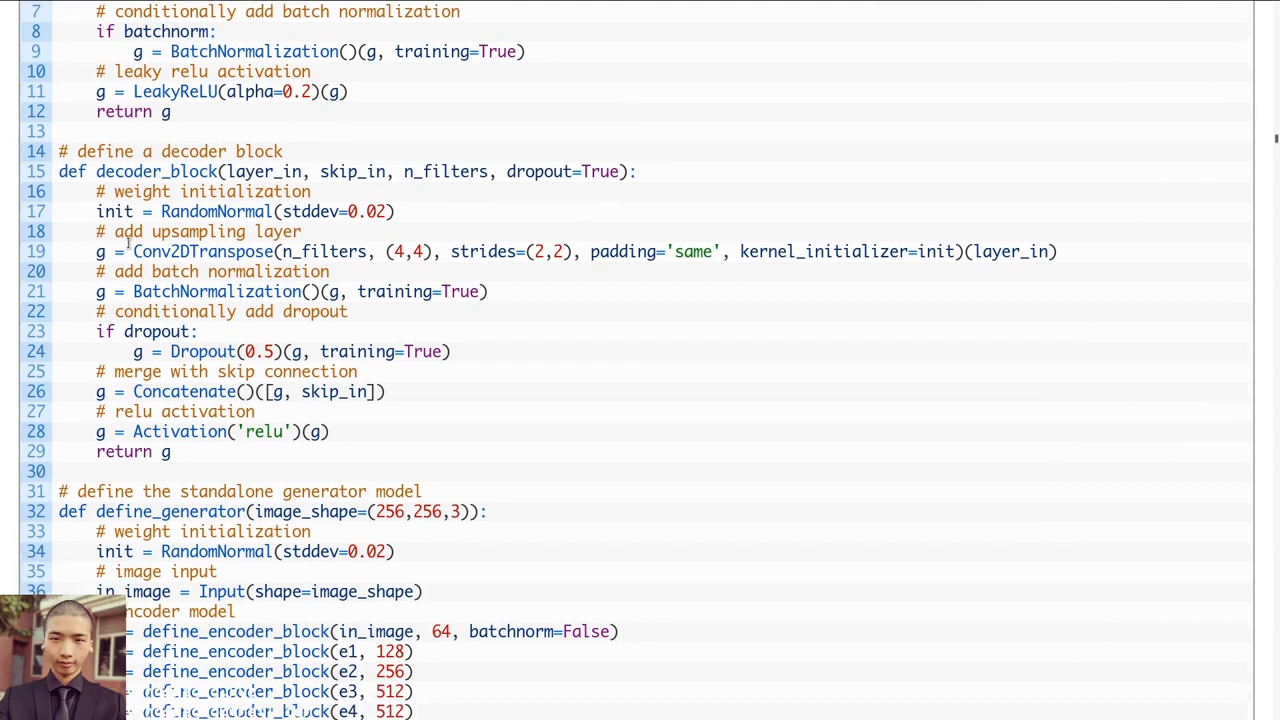 7 # conditionally add batch normalization
8 if batchnorm:
9 g = BatchNormalization()(g, training=True)
10 # leaky relu activation
11 g = LeakyReLU(alpha=0.2)(g)
12 return g
13
14 # define a decoder block
15 def decoder_block(layer_in, skip_in, n_filters, dropout=True):
16 # weight initialization
17 init = RandomNormal(stddev=0.02)
18 # add upsampling layer
19 g = Conv2DTranspose(n_filters, (4,4), strides=(2,2), padding='same', kernel_initializer=init)(layer_in)
20 # add batch normalization
21 g = BatchNormalization()(g, training=True)
22 # conditionally add dropout
23 if dropout:
24 g = Dropout(0.5)(g, training=True)
25 # merge with skip connection
26 g = Concatenate()([g, skip_in])
27 # relu activation
28 g = Activation('relu')(g)
29 return g
30
31 # define the standalone generator model
32 def define_generator(image_shape=(256,256,3)):
33 # weight initialization
34 init = RandomNormal(stddev=0.02)
35 # image input
36 in_image = Input(shape=image_shape)
ncoder model
= define_encoder_block(in_image, 64, batchnorm=False)
= define_encoder_block(e1, 128)
= define_encoder_block(e2, 256)
= define_encoder_block(e3, 512)
= define_encoder_block(e4, 512)